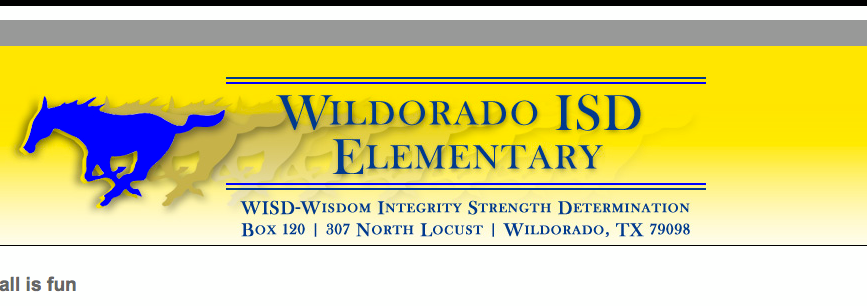 Wildorado ISD
Elementary
WISD-Wisdom Integrity Strength Determination
Box 120 | 307 North Locust | Wildorado, TX 79098
all is fun